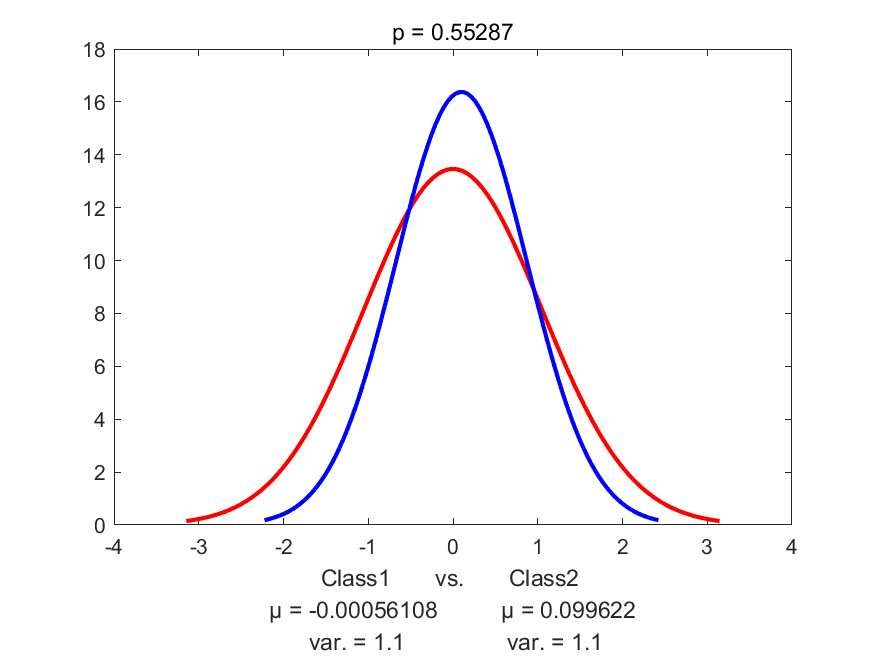 p = 0.55287
18
16
14
12
10
8
6
4
2
0
-4 -3 -2 -1 0 1 2 3 4
Class1 vs. Class2
μ = -0.00056108 μ = 0.099622
var. = 1.1 var. = 1.1